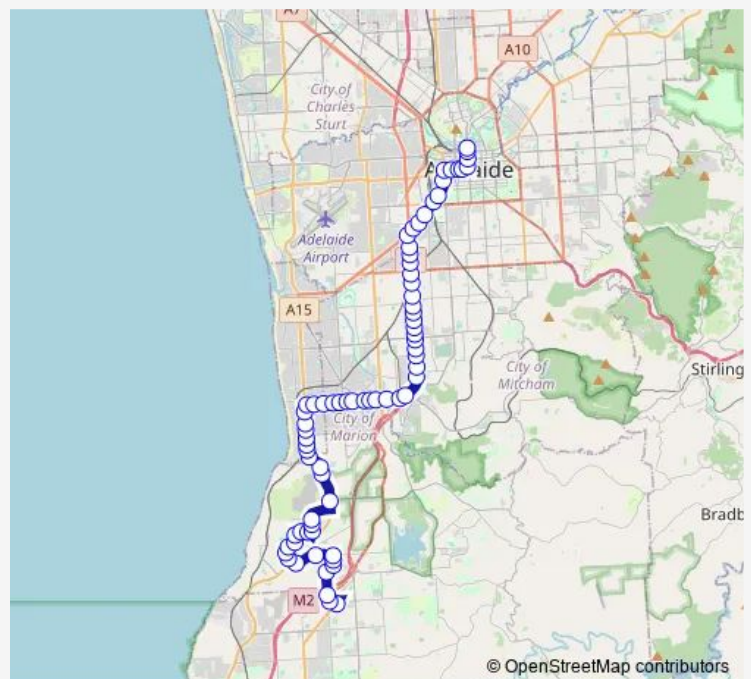 A7
A10
City of
Charles
Sturt
Adelaide
Adelaide
Airport
A15
Stirling
City of
Mitcham
City of
Marion
M2
© OpenStreetMap contributors